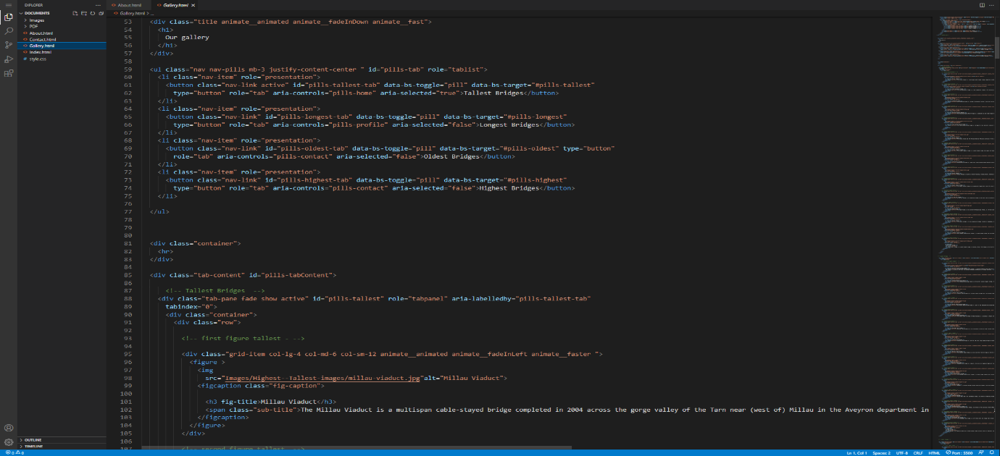 EXPLORER
DOCUMENTS
Images
PDF
About.html
Contact.html
Gallery.html
Index.html
style.css
OUTLINE
TIMELINE
About.html
Gallery.html
Gallery.html > ...
53 <div class="title animate__animated animate__fadeInDown animate__fast">
54 <h1>
55 Our gallery
56 </h1>
57 </div>
58
59 <ul class="nav nav-pills mb-3 justify-content-center " id="pills-tab" role="tablist">
60 <li class="nav-item" role="presentation">
61 <button class="nav-link active" id="pills-tallest-tab" data-bs-toggle="pill" data-bs-target="#pills-tallest"
62 type="button" role="tab" aria-controls="pills-home" aria-selected="true">Tallest Bridges</button>
63 </li>
64 <li class="nav-item" role="presentation">
65 <button class="nav-link" id="pills-longest-tab" data-bs-toggle="pill" data-bs-target="#pills-longest"
66 type="button" role="tab" aria-controls="pills-profile" aria-selected="false">Longest Bridges</button>
67 </li>
68 <li class="nav-item" role="presentation">
69 <button class="nav-link" id="pills-oldest-tab" data-bs-toggle="pill" data-bs-target="#pills-oldest" type="button"
70 role="tab" aria-controls="pills-contact" aria-selected="false">Oldest Bridges</button>
71 </li>
72 <li class="nav-item" role="presentation">
73 <button class="nav-link" id="pills-highest-tab" data-bs-toggle="pill" data-bs-target="#pills-highest"
74 type="button" role="tab" aria-controls="pills-contact" aria-selected="false">Highest Bridges</button>
75 </li>
76
77 </ul>
78
79
80
81 <div class="container">
82 <hr>
83 </div>
84
85 <div class="tab-content" id="pills-tabContent">
86
87 <!-- Tallest Bridges -->
88 <div class="tab-pane fade show active" id="pills-tallest" role="tabpanel" aria-labelledby="pills-tallest-tab"
89 tabindex="0">
90 <div class="container">
91 <div class="row">
92
93 <!-- first figure tallest - -->
94
95 <div class="grid-item col-lg-4 col-md-6 col-sm-12 animate__animated animate__fadeInLeft animate__faster ">
96 <figure >
97 <img
98 src="Images/Highest--Tallest-images/millau-viaduct.jpg"alt="Millau Viaduct">
99 <figcaption class="fig-caption">
100
101 <h3 fig-title>Millau Viaduct</h3>
102 <span class="sub-title">The Millau Viaduct is a multispan cable-stayed bridge completed in 2004 across the gorge valley of the Tarn near (west of) Millau in the Aveyron department in
103 </figcaption>
104 </figure>
105 </div>
106
107 <!-- second figure tallest -->
0 0
Ln 1, Col 1 Spaces: 2 UTF-8 CRLF HTML Port : 5500